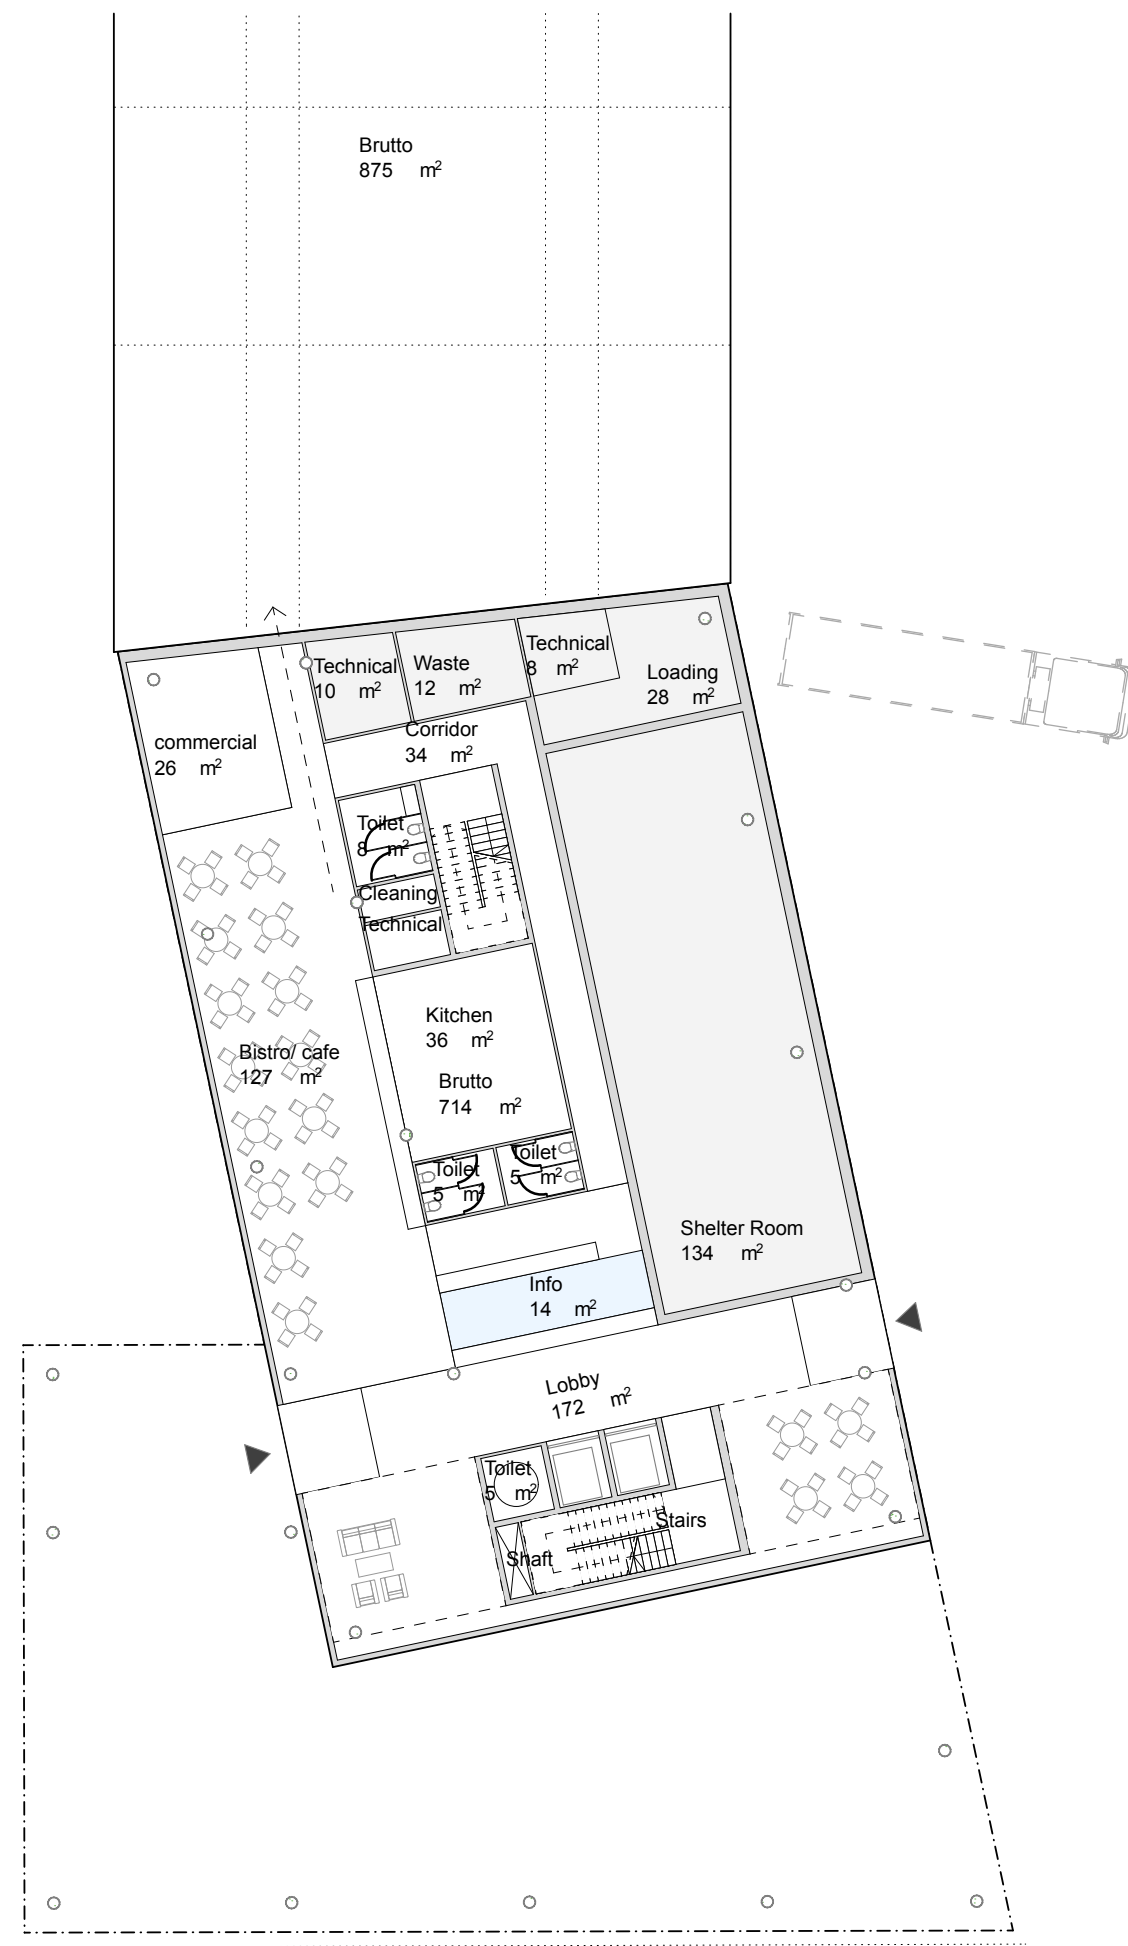 Brutto
875 m²
Technical
10 m²
Waste
12 m²
Technical
8 m²
Loading
28 m²
Corridor
34 m²
commercial
26 m²
Toilet
8 m²
Cleaning
Technical
Kitchen
36 m²
Bistro/ cafe
127 m²
Brutto
714 m²
Toilet
5 m²
Toilet
5 m²
Shelter Room
134 m²
Info
14 m²
Lobby
172 m²
Toilet
5 m²
Stairs
Shaft